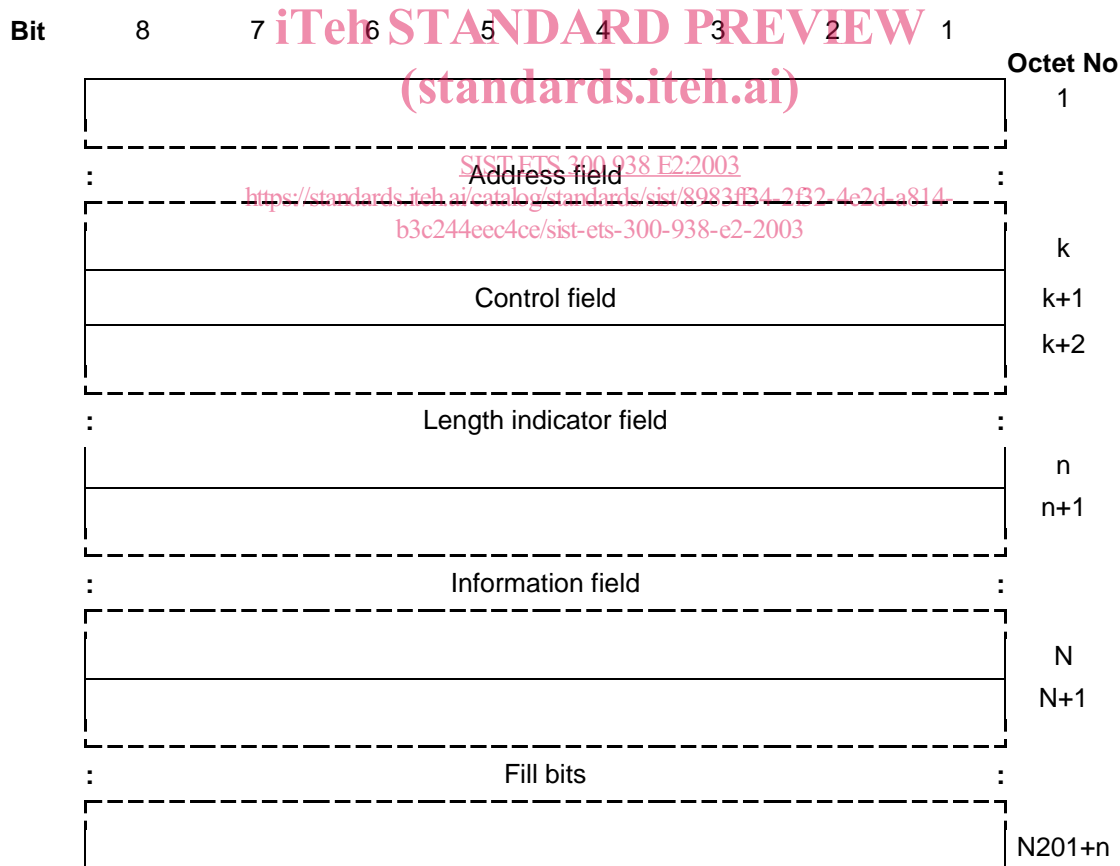 Bit 8 7 6 5 4 3 2 1
iTeh STANDARD PREVIEW
Octet No
(standards.iteh.ai)
1
SIST ETS 300 938 E2:2003
: Address field :
https://standards.iteh.ai/catalog/standards/sist/8983ff34-2f32-4e2d-a814-
b3c244eec4ce/sist-ets-300-938-e2-2003
k
Control field k+1
k+2
: Length indicator field :
n
n+1
: Information field :
N
N+1
: Fill bits :
N201+n